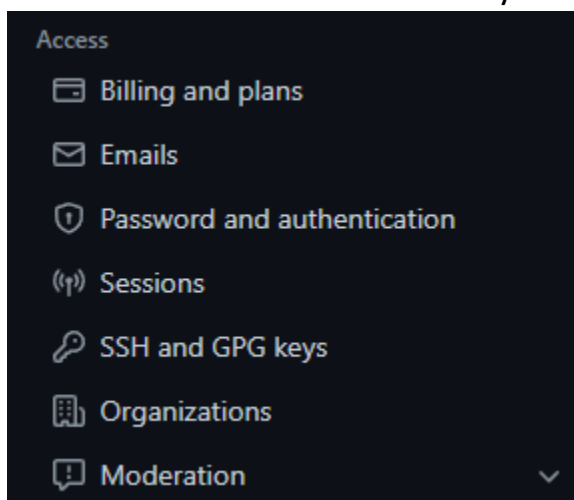 Access
Billing and plans
Emails
Password and authentication
Sessions
SSH and GPG keys
Organizations
Moderation